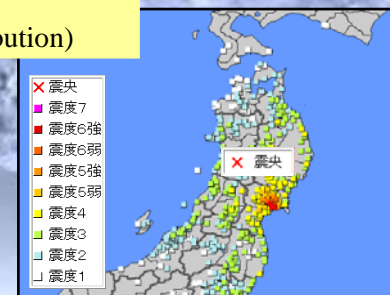 bution)
× 震央
震度7
震度6強
震度6弱
震度5強
震度5弱
震度4
震度3
震度2
震度1
× 震央